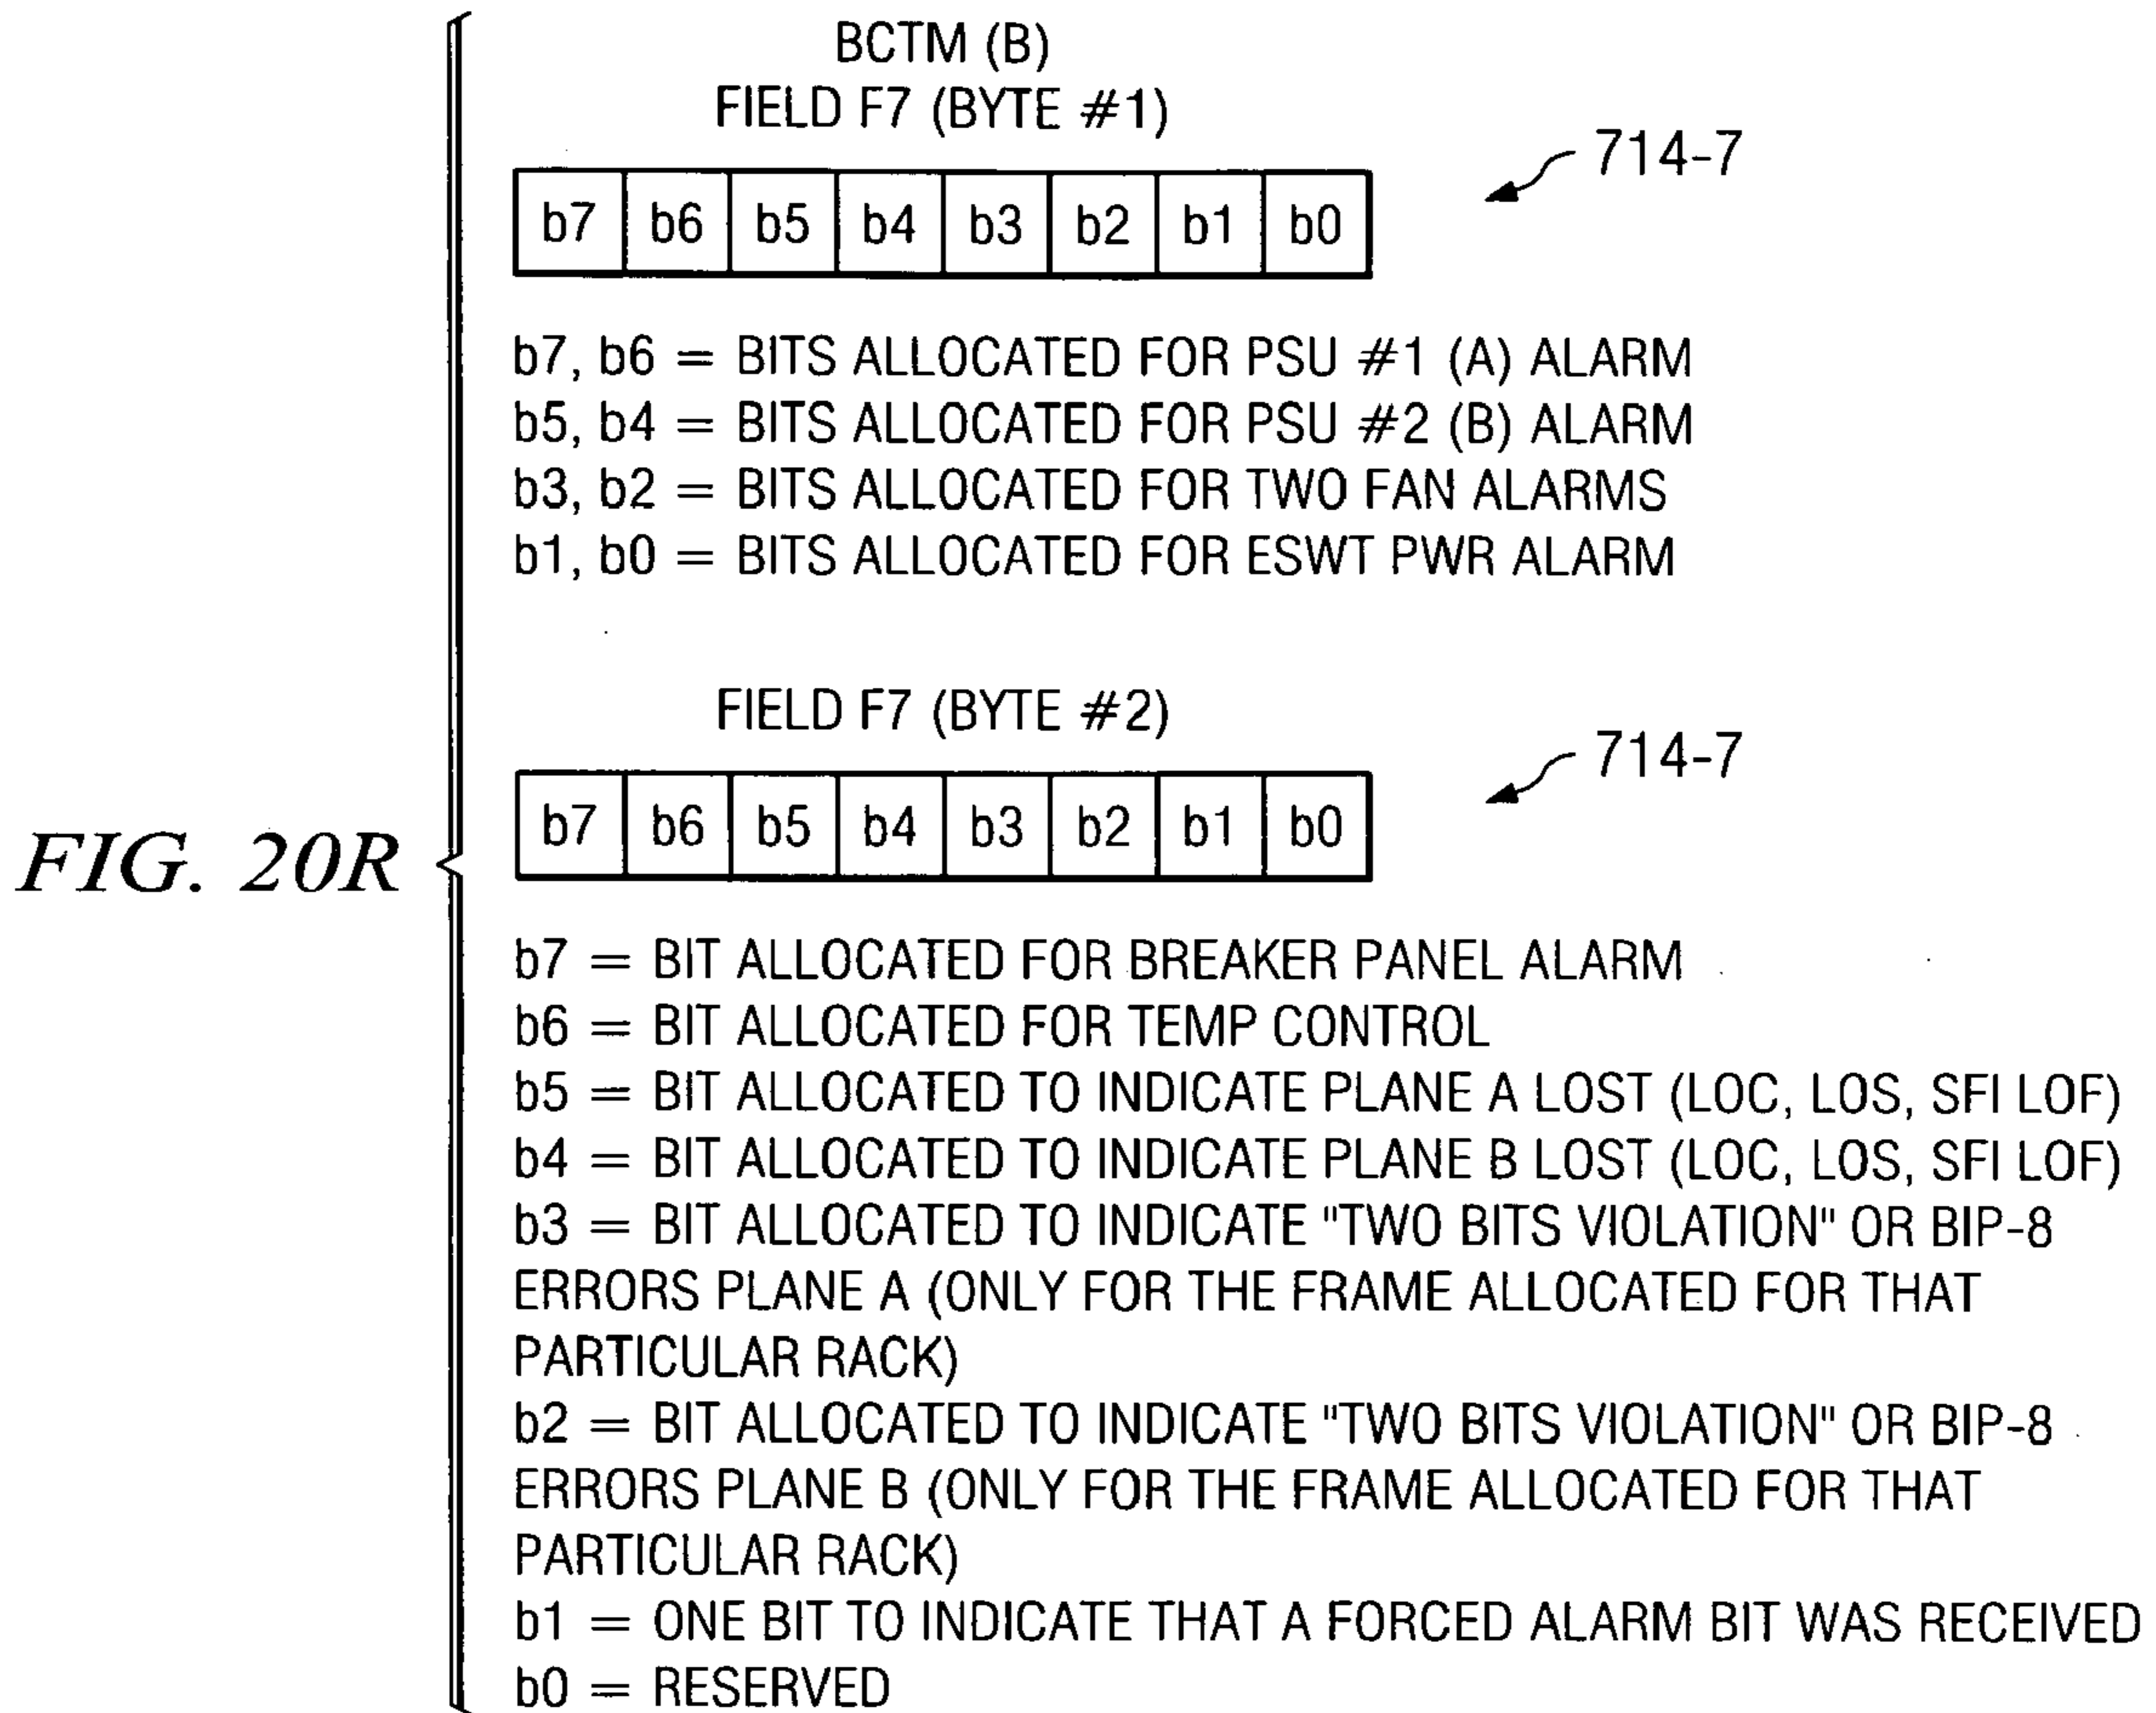 BCTM (B)
FIELD F7 (BYTE #1)
714-7
b7 b6 b5 b4 b3 b2 b1 b0
b7, b6 = BITS ALLOCATED FOR PSU #1 (A) ALARM
b5, b4 = BITS ALLOCATED FOR PSU #2 (B) ALARM
b3, b2 = BITS ALLOCATED FOR TWO FAN ALARMS
b1, b0 = BITS ALLOCATED FOR ESWT PWR ALARM
FIELD F7 (BYTE #2)
714-7
b7 b6 b5 b4 b3 b2 b1 b0
FIG. 20R
b7 = BIT ALLOCATED FOR BREAKER PANEL ALARM
b6 = BIT ALLOCATED FOR TEMP CONTROL
b5 = BIT ALLOCATED TO INDICATE PLANE A LOST (LOC, LOS, SFI LOF)
b4 = BIT ALLOCATED TO INDICATE PLANE B LOST (LOC, LOS, SFI LOF)
b3 = BIT ALLOCATED TO INDICATE "TWO BITS VIOLATION" OR BIP-8
ERRORS PLANE A (ONLY FOR THE FRAME ALLOCATED FOR THAT
PARTICULAR RACK)
b2 = BIT ALLOCATED TO INDICATE "TWO BITS VIOLATION" OR BIP-8
ERRORS PLANE B (ONLY FOR THE FRAME ALLOCATED FOR THAT
PARTICULAR RACK)
b1 = ONE BIT TO INDICATE THAT A FORCED ALARM BIT WAS RECEIVED
b0 = RESERVED